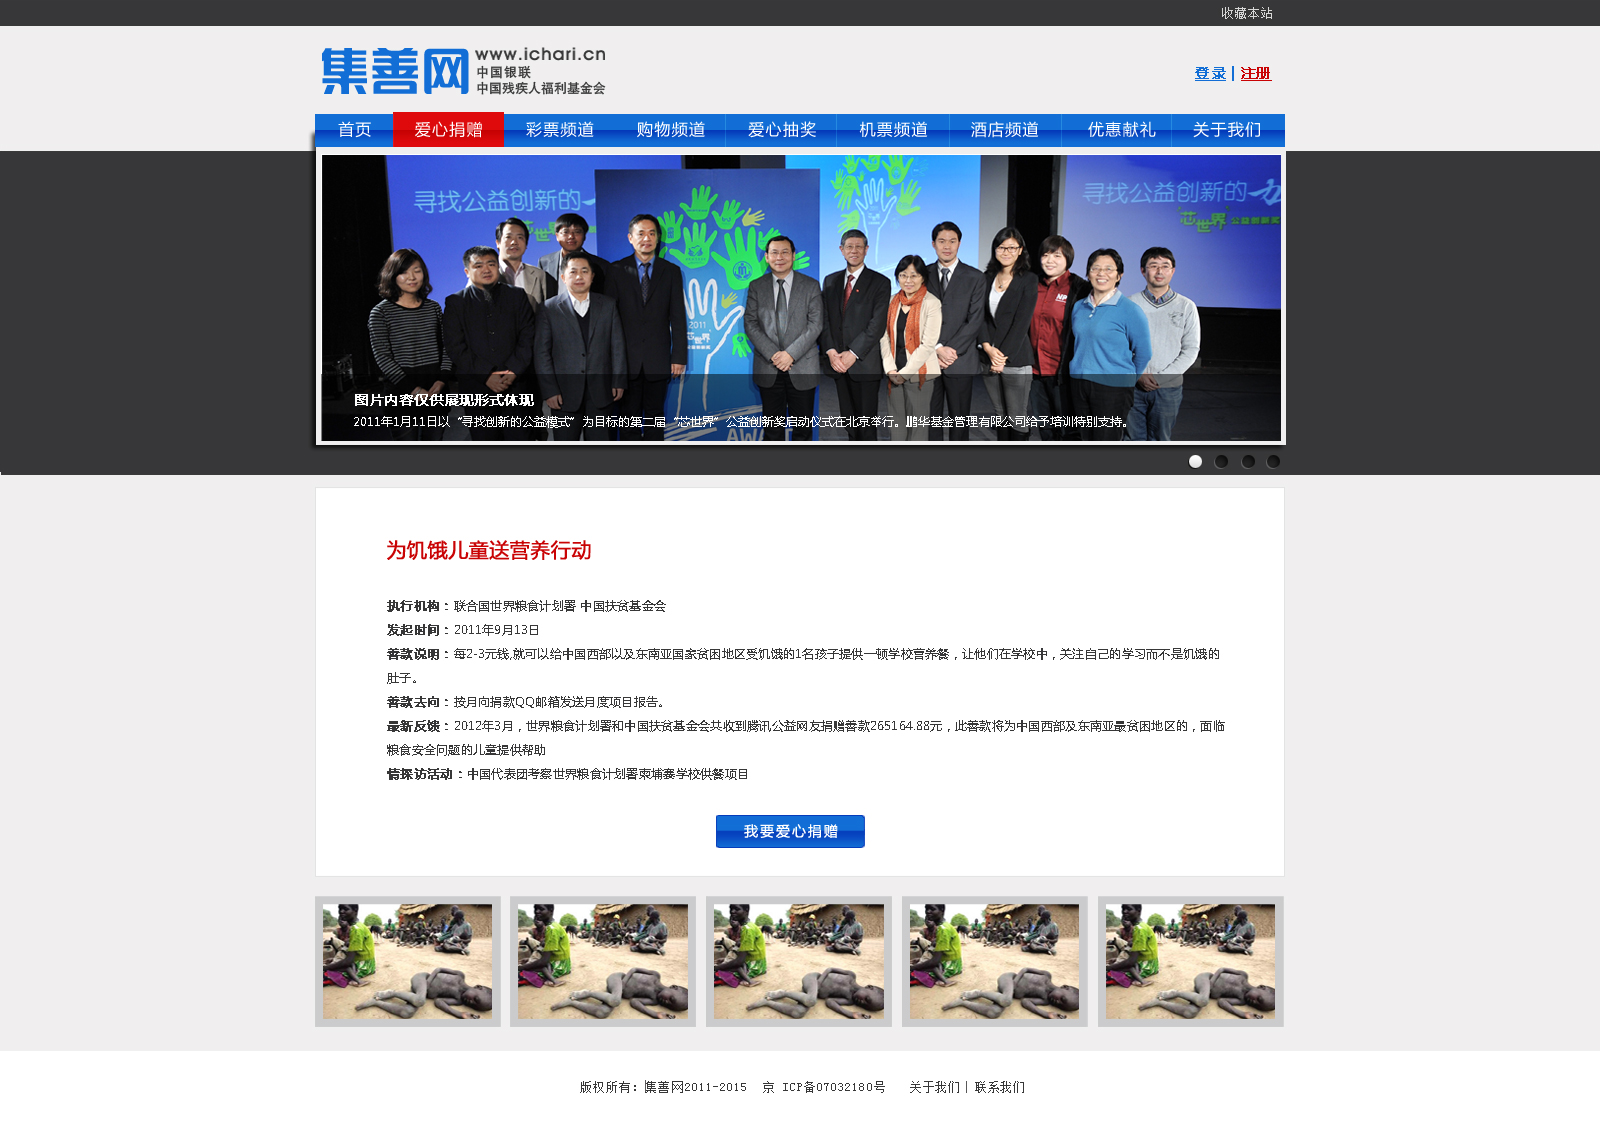 收藏本站
集善网 www.ichari.cn
中国银联
中国残疾人福利基金会
登录 | 注册
首页 爱心捐赠 彩票频道 购物频道 爱心抽奖 机票频道 酒店频道 优惠献礼 关于我们
寻找公益创新的 寻找公益创新的力
芯世界 芯世界 公益创新奖
2011
芯世界
图片内容仅供展现形式体现
2011年1月11日以“寻找创新的公益模式”为目标的第二届“芯世界”公益创新奖启动仪式在北京举行。鹏华基金管理有限公司给予培训特别支持。
为饥饿儿童送营养行动
执行机构：联合国世界粮食计划署 中国扶贫基金会
发起时间：2011年9月13日
善款说明：每2-3元钱,就可以给中国西部以及东南亚国家贫困地区受饥饿的1名孩子提供一顿学校营养餐，让他们在学校中，关注自己的学习而不是饥饿的
肚子。
善款去向：按月向捐款QQ邮箱发送月度项目报告。
最新反馈：2012年3月，世界粮食计划署和中国扶贫基金会共收到腾讯公益网友捐赠善款265164.88元，此善款将为中国西部及东南亚最贫困地区的，面临
粮食安全问题的儿童提供帮助
情探访活动：中国代表团考察世界粮食计划署柬埔寨学校供餐项目
我要爱心捐赠
版权所有：集善网2011-2015 京 ICP备07032180号 关于我们| 联系我们